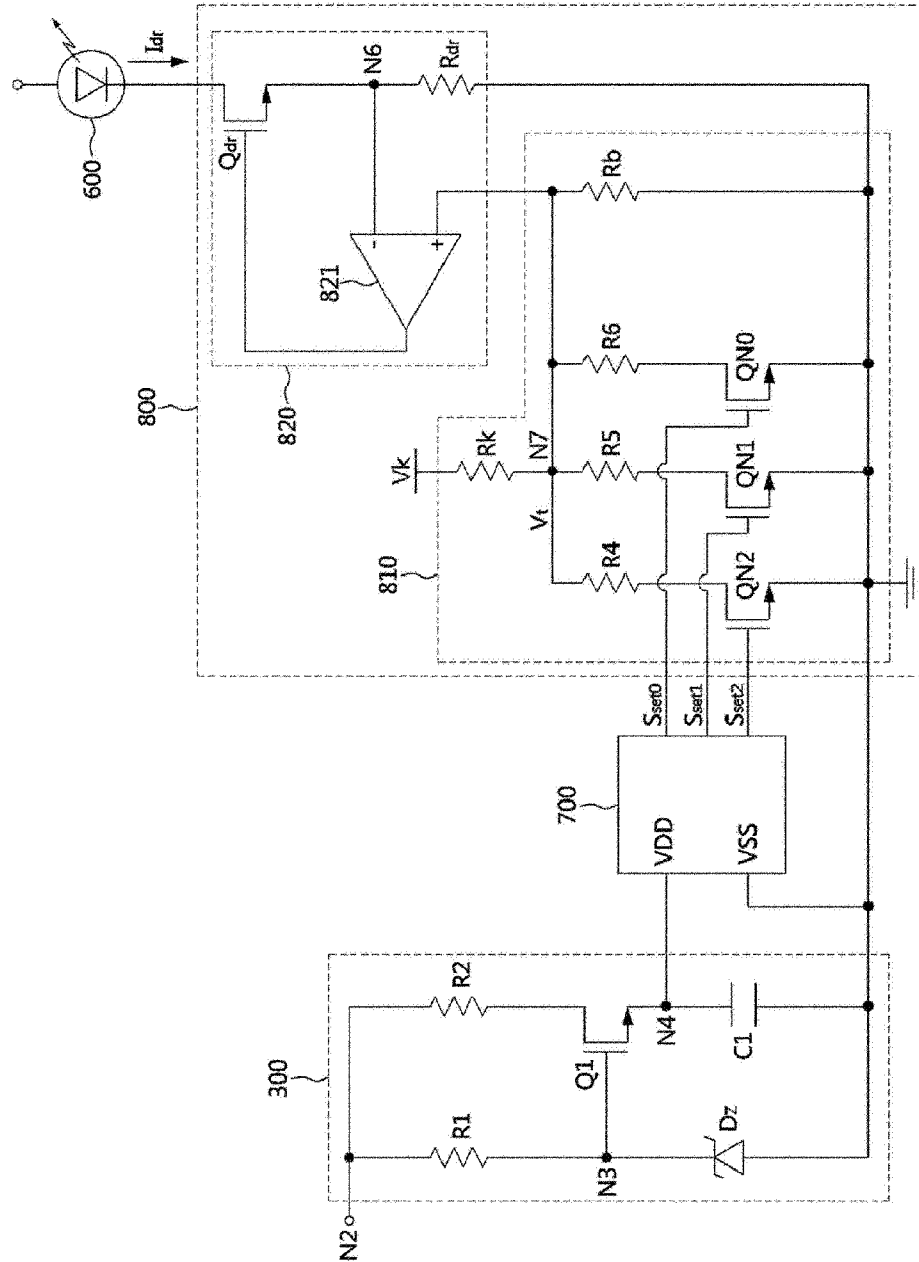 N2
300
R1
R2
Q1
N3
N4
Dz
C1
700
VDD
VSS
Sset0
Sset1
Sset2
800
810
820
821
Vk
Rk
Vt
N7
R4
R5
R6
Rb
QN2
QN1
QN0
-
+
Qdr
N6
Rdr
600
Idr